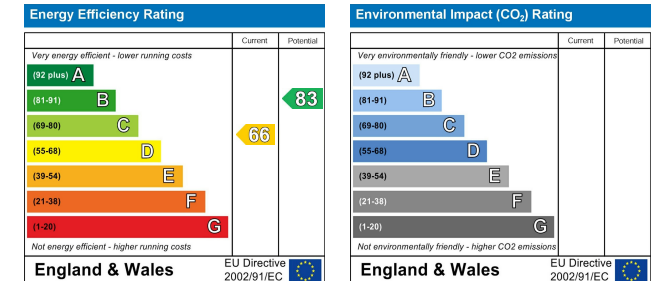 Energy Efficiency Rating
Current Potential
Very energy efficient - lower running costs
(92 plus) A
(81-91) B
(69-80) C
(55-68) D
(39-54) E
(21-38) F
(1-20) G
66
83
Not energy efficient - higher running costs
England & Wales
EU Directive
2002/91/EC
Environmental Impact (CO₂) Rating
Current Potential
Very environmentally friendly - lower CO2 emissions
(92 plus) A
(81-91) B
(69-80) C
(55-68) D
(39-54) E
(21-38) F
(1-20) G
Not environmentally friendly - higher CO2 emissions
England & Wales
EU Directive
2002/91/EC